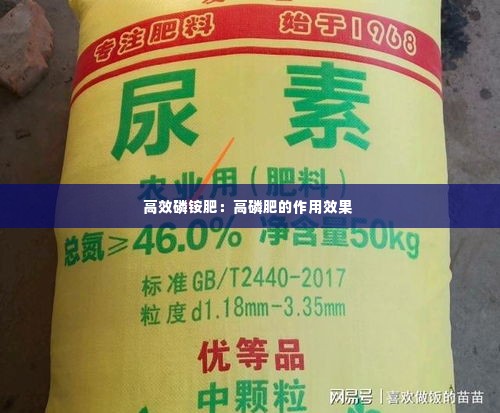 专注肥料 始于1968
尿 素
农业用（肥料）
高效磷铵肥：高磷肥的作用效果
总氮≥46.0% 净含量50kg
标准GB/T2440-2017
粒度d1.18mm-3.35mm
优等品
中颗粒
网易号 | 喜欢做饭的苗苗